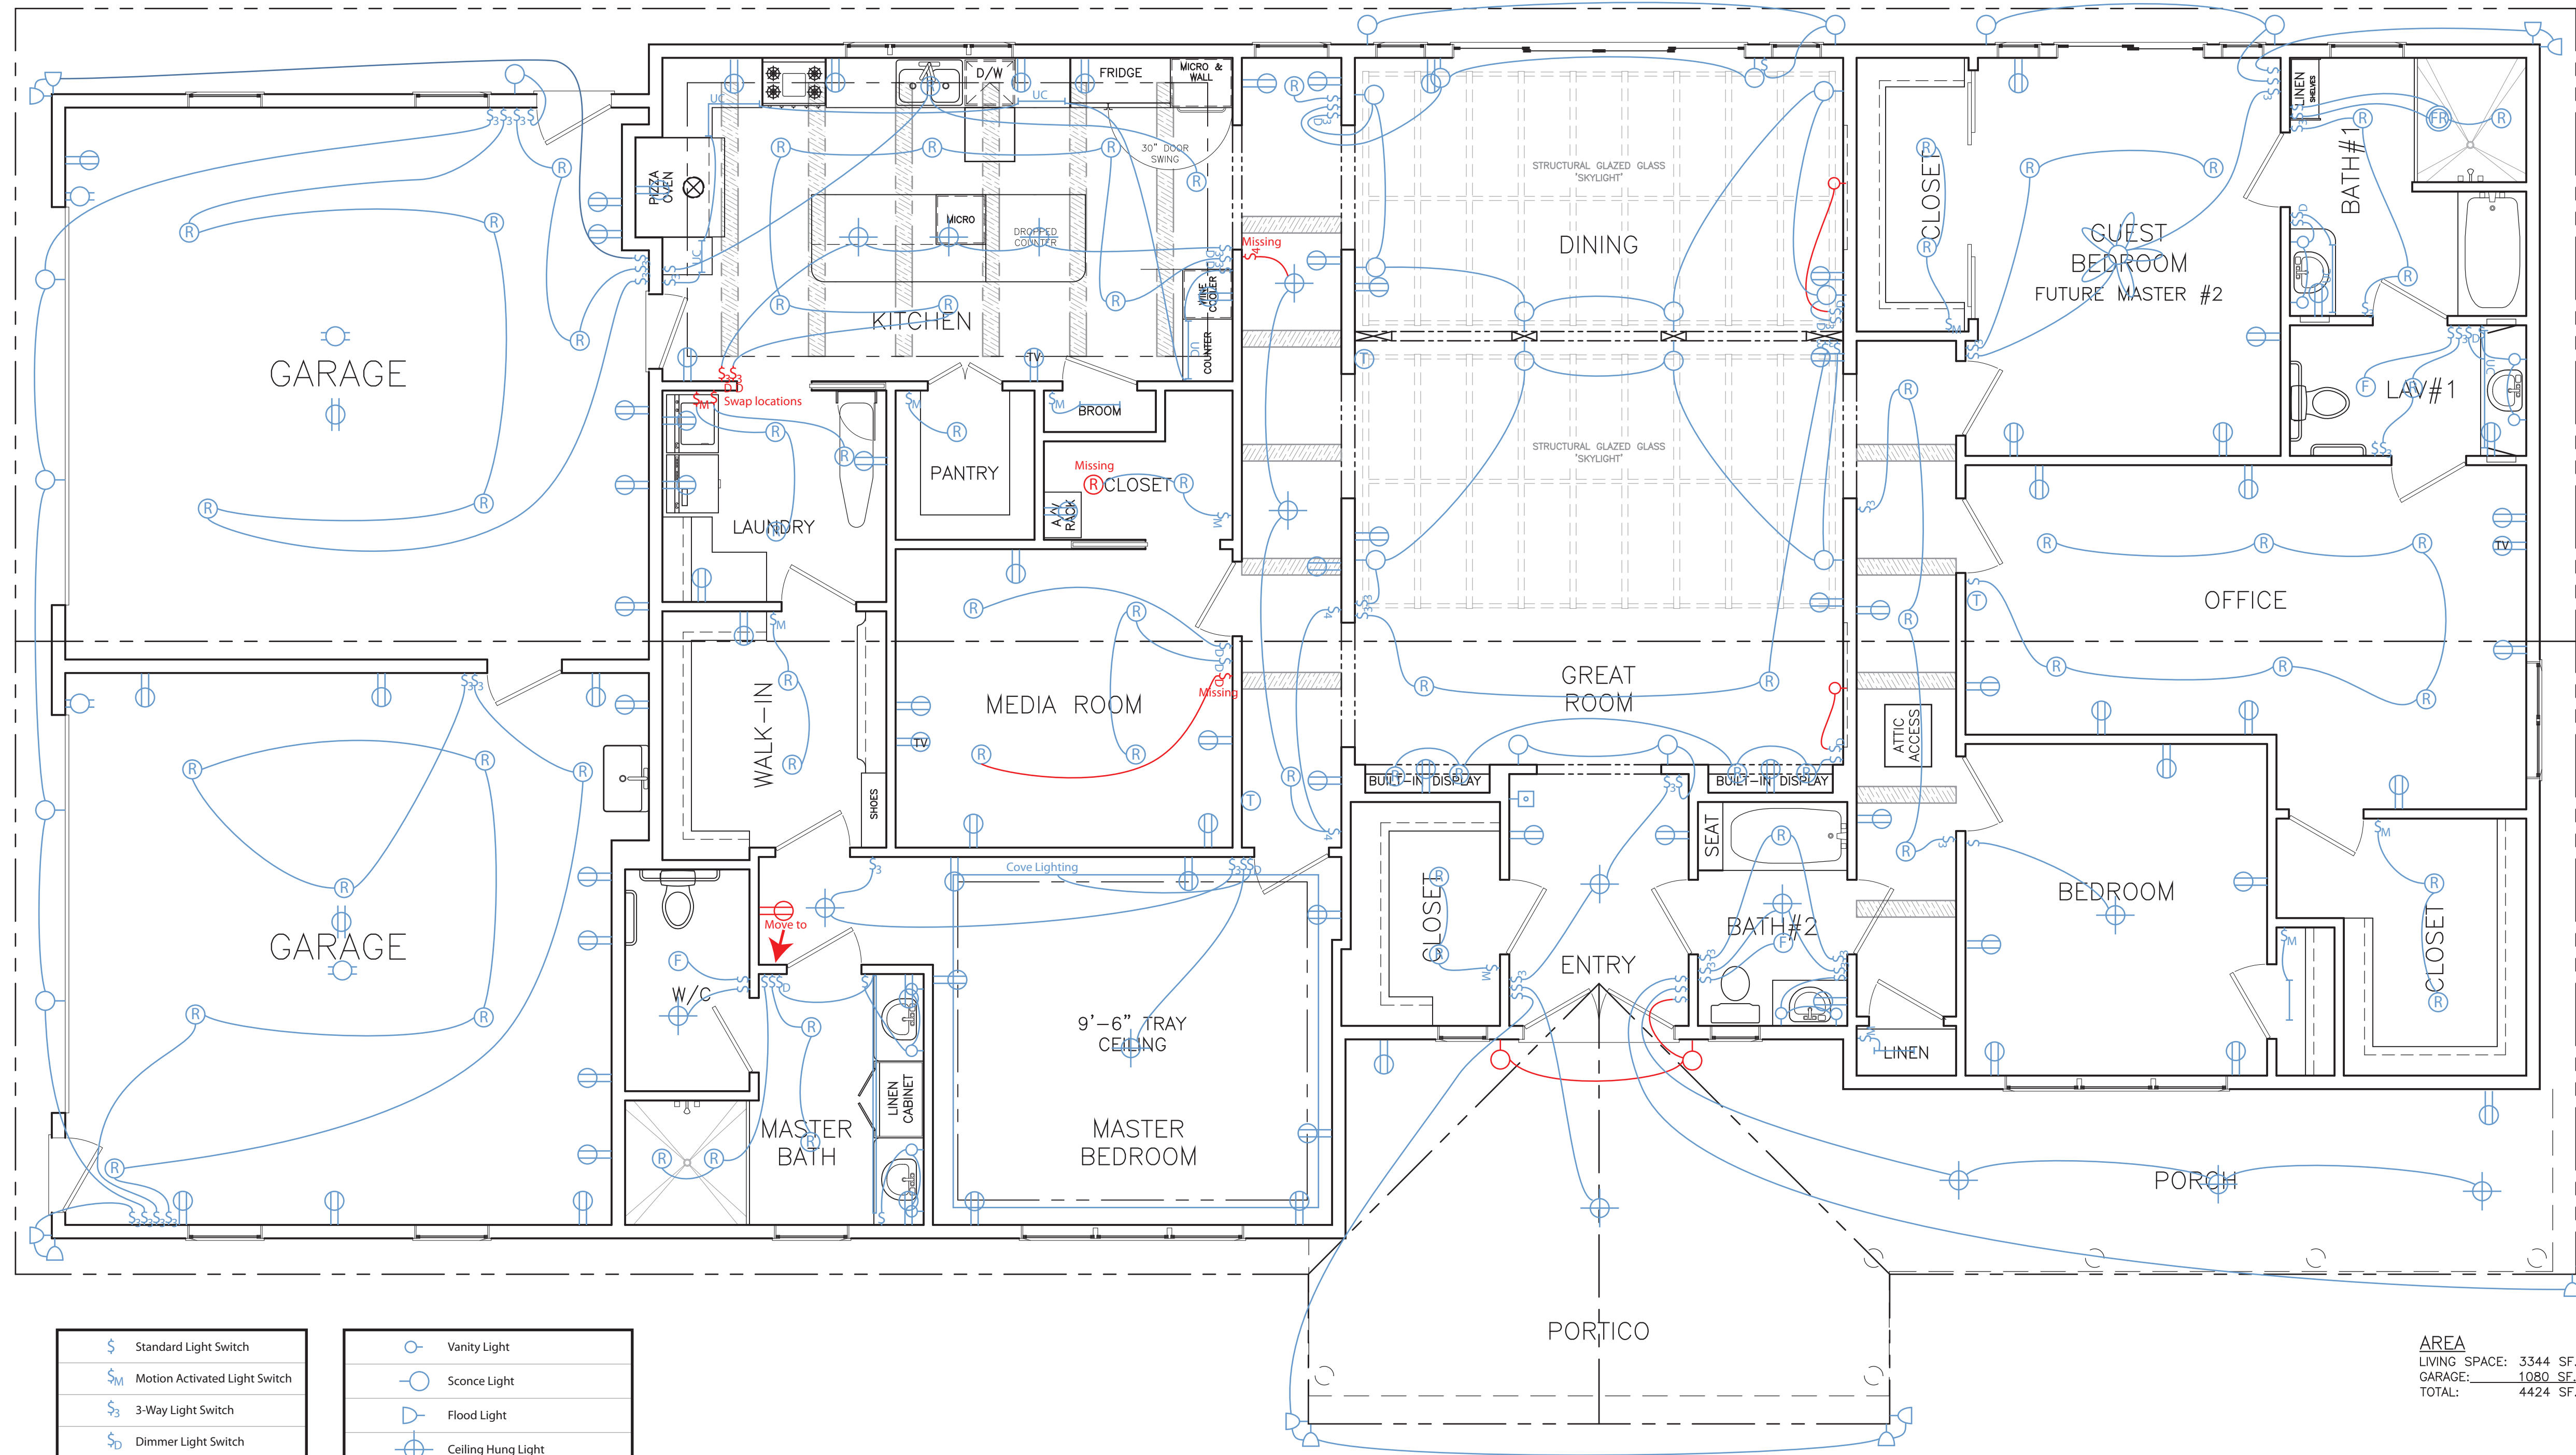 D/W
FRIDGE
MICRO &
WALL
UC
UC
30" DOOR
SWING
PIZZA
OVEN
MICRO
DROPPED
COUNTER
UC
WINE
COOLER
COUNTER
UC
KITCHEN
TV
Missing
GARAGE
Swap locations
LAUNDRY
PANTRY
BROOM
Missing
CLOSET
A/V
RACK
STRUCTURAL GLAZED GLASS
'SKYLIGHT'
DINING
STRUCTURAL GLAZED GLASS
'SKYLIGHT'
GREAT
ROOM
BUILT-IN DISPLAY
BUILT-IN DISPLAY
CLOSET
GUEST
BEDROOM
FUTURE MASTER #2
LINEN
SHELVES
BATH#1
LAV#1
UC
OFFICE
TV
ATTIC
ACCESS
WALK-IN
SHOES
MEDIA ROOM
TV
Missing
Cove Lighting
GARAGE
W/C
Move to
MASTER
BATH
LINEN
CABINET
9'-6" TRAY
CEILING
MASTER
BEDROOM
CLOSET
ENTRY
SEAT
BATH#2
LINEN
BEDROOM
CLOSET
PORCH
PORTICO
$ Standard Light Switch
$M Motion Activated Light Switch
$3 3-Way Light Switch
$D Dimmer Light Switch
Vanity Light
Sconce Light
Flood Light
Ceiling Hung Light
AREA
LIVING SPACE: 3344 SF.
GARAGE: 1080 SF.
TOTAL: 4424 SF.